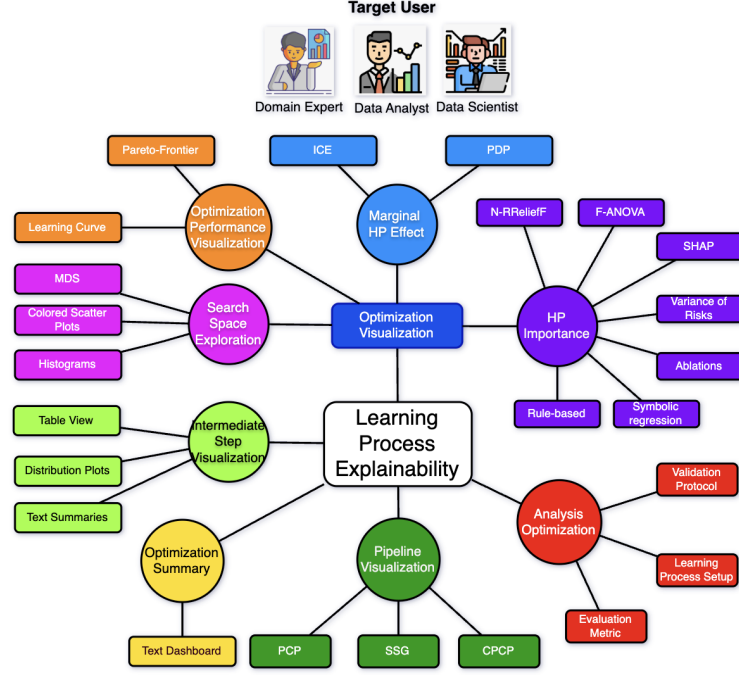 Target User
Domain Expert
Data Analyst
Data Scientist
Pareto-Frontier
ICE
PDP
Optimization
Performance
Visualization
Marginal
HP Effect
N-RReliefF
F-ANOVA
Learning Curve
SHAP
MDS
Colored Scatter
Plots
Histograms
Search
Space
Exploration
Optimization
Visualization
HP
Importance
Variance of
Risks
Ablations
Rule-based
Symbolic
regression
Table View
Distribution Plots
Text Summaries
Intermediate
Step
Visualization
Learning
Process
Explainability
Validation
Protocol
Analysis
Optimization
Learning
Process Setup
Evaluation
Metric
Optimization
Summary
Pipeline
Visualization
Text Dashboard
PCP
SSG
CPCP